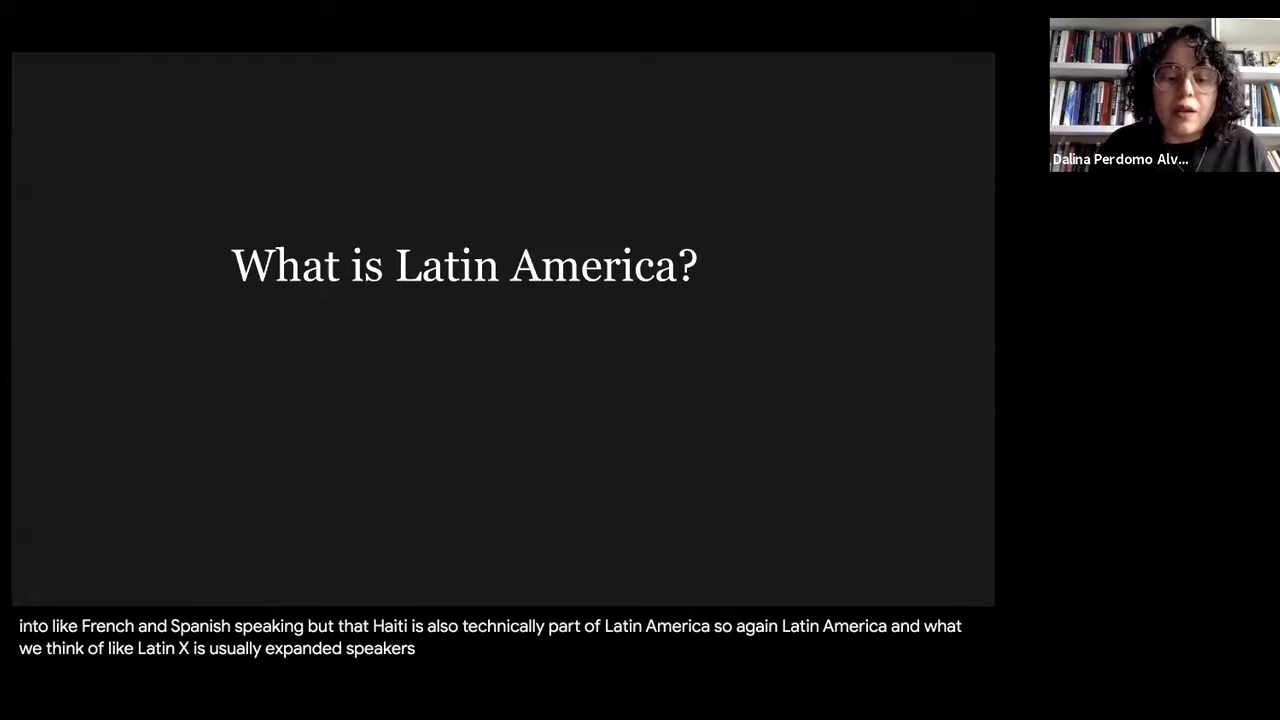 What is Latin America?
Dalina Perdomo Alv...
into like French and Spanish speaking but that Haiti is also technically part of Latin America so again Latin America and what
we think of like Latin X is usually expanded speakers